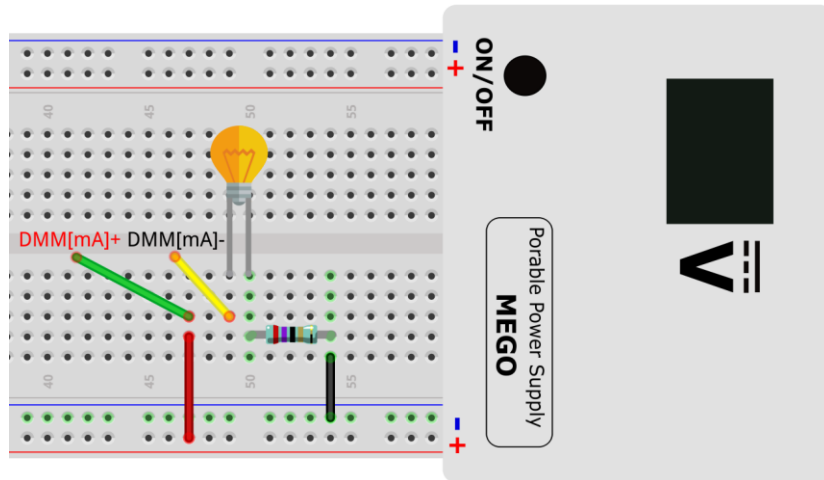 - +
ON/OFF
40 45 50 55
DMM[mA]+ DMM[mA]-
Porable Power Supply
MEGO
V
40 45 50 55
- +